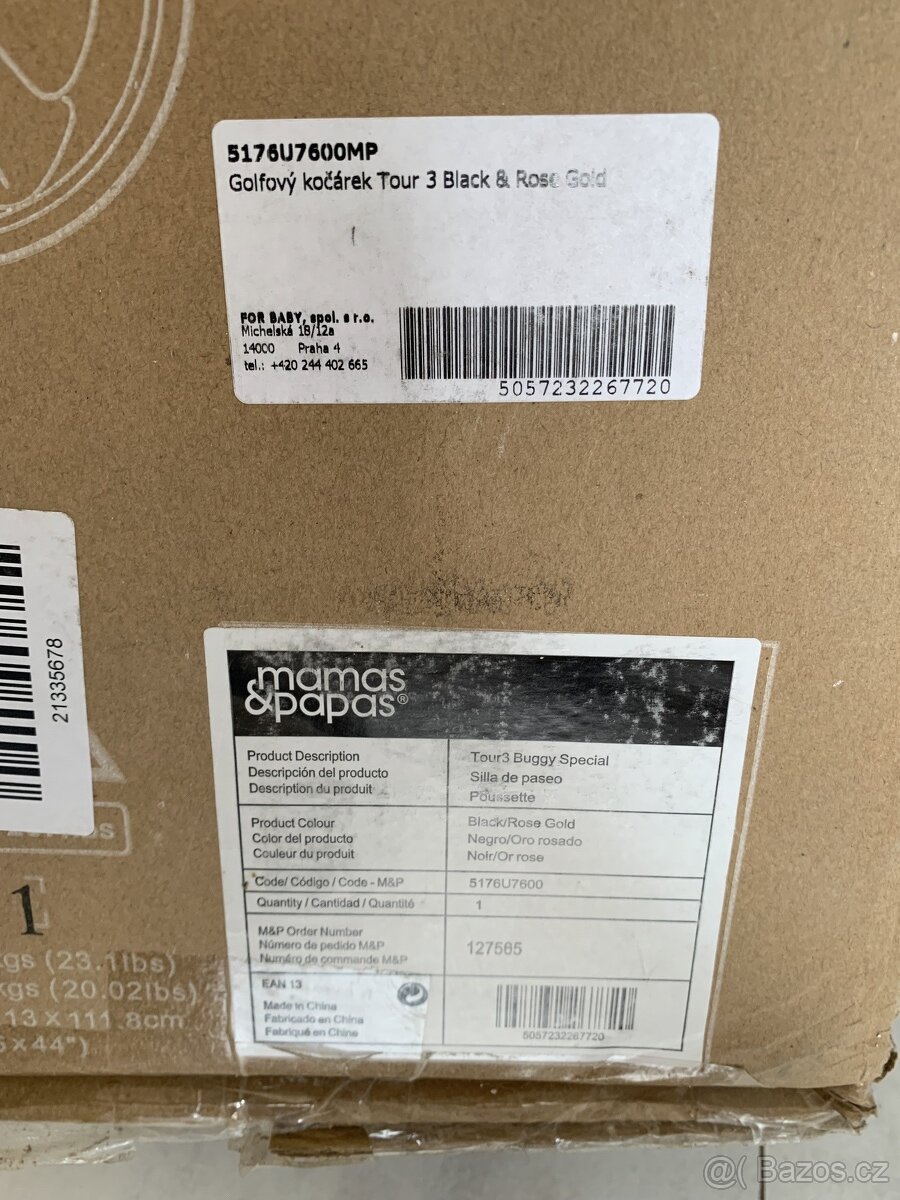 5176U7600MP
Golfový kočárek Tour 3 Black & Rose Gold
FOR BABY, spol. s r.o.
Michelská 18/12a
14000 Praha 4
tel.: +420 244 402 665
5057232267720
21335678
mamas
&papas®
Product Description
Descripción del producto
Description du produit
Tour3 Buggy Special
Silla de paseo
Poussette
Product Colour
Color del producto
Couleur du produit
Black/Rose Gold
Negro/Oro rosado
Noir/Or rose
Code/ Código / Code - M&P
5176U7600
Quantity / Cantidad / Quantité
1
M&P Order Number
Número de pedido M&P
Numéro de commande M&P
127565
EAN 13
Made in China
Fabricado en China
Fabriqué en Chine
5057232267720
1
kgs (23.1lbs)
kgs (20.02lbs)
13 x 111.8cm
x 44")
@( Bazos.cz